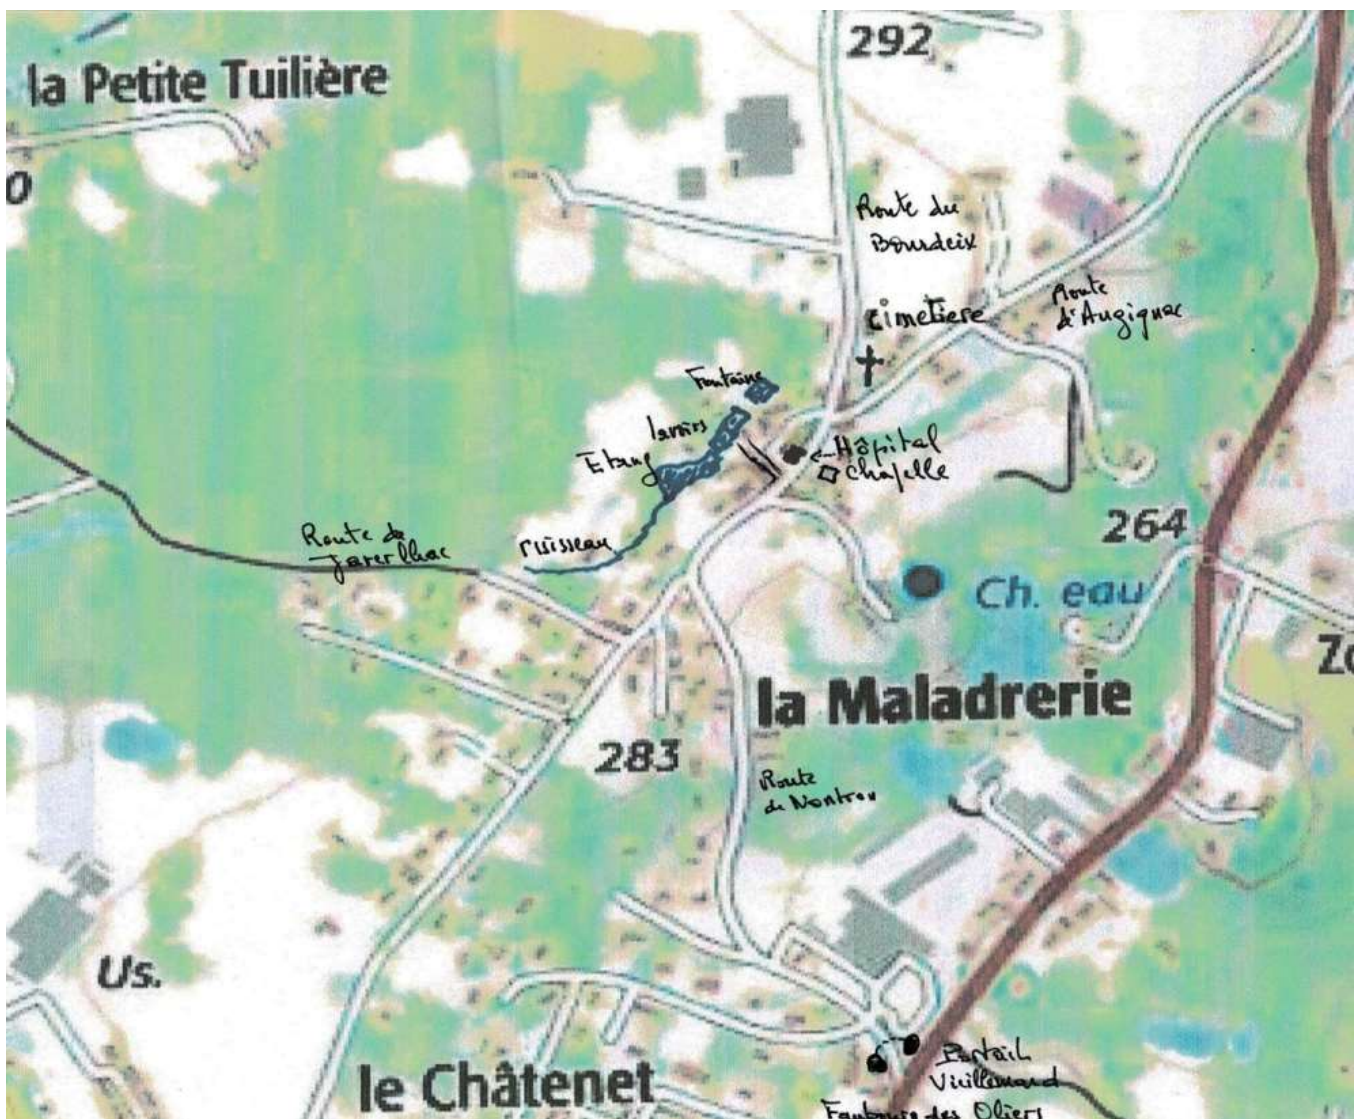 292
la Petite Tuilière
0
Route du
Bourdeix
Cimetière
Route
d'Augignac
Fontaine
lavoirs
Etang
Hôpital
Chapelle
264
Route de
Javerlhac
ruisseau
Ch. eau
la Maladrerie
283
Route
de Nontron
Us.
le Châtenet
Portail
Vieillemard
Faubourg des Oliers